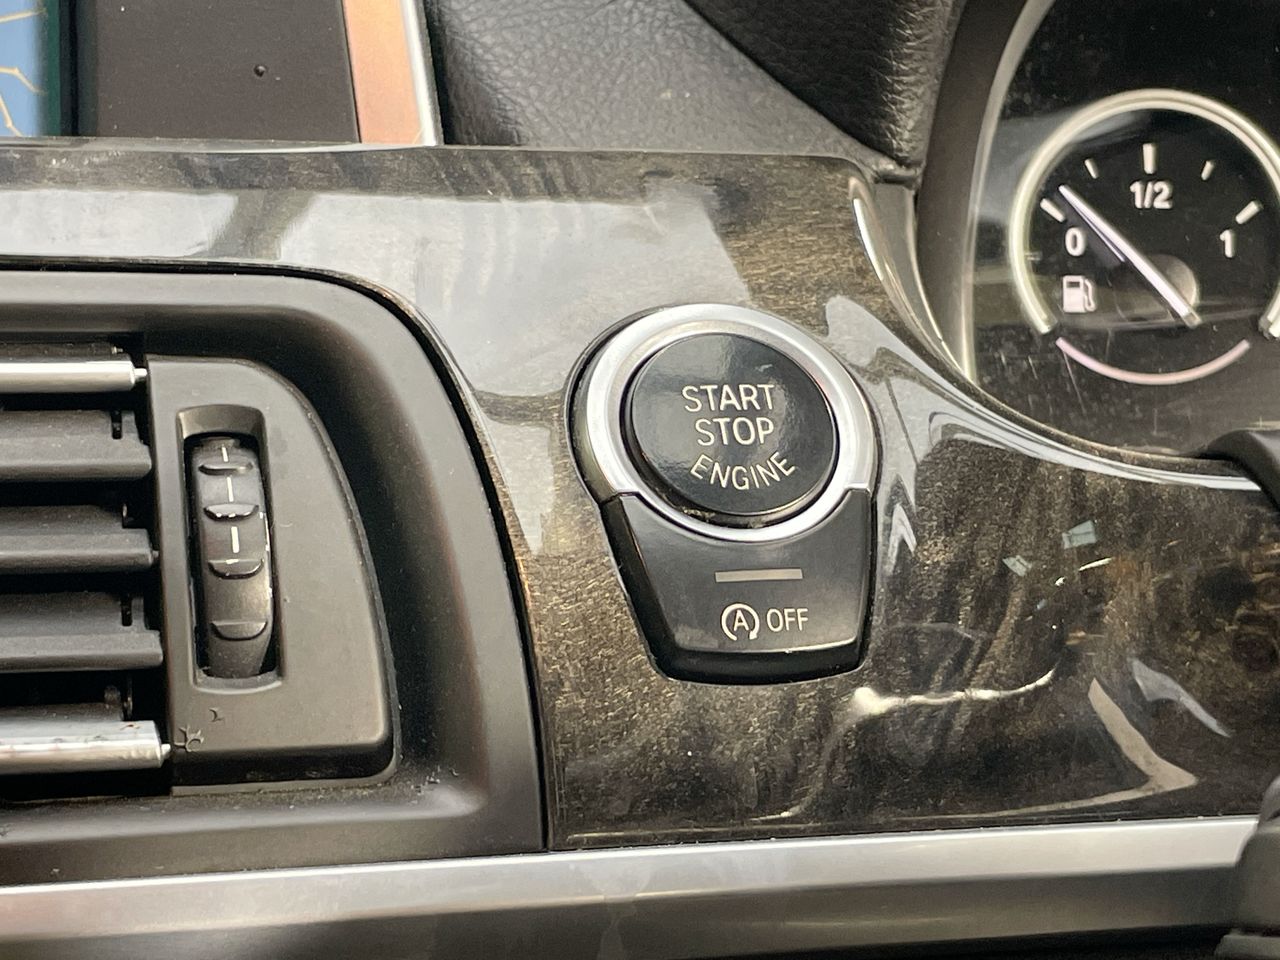 START
STOP
ENGINE
A OFF
1/2
0
1